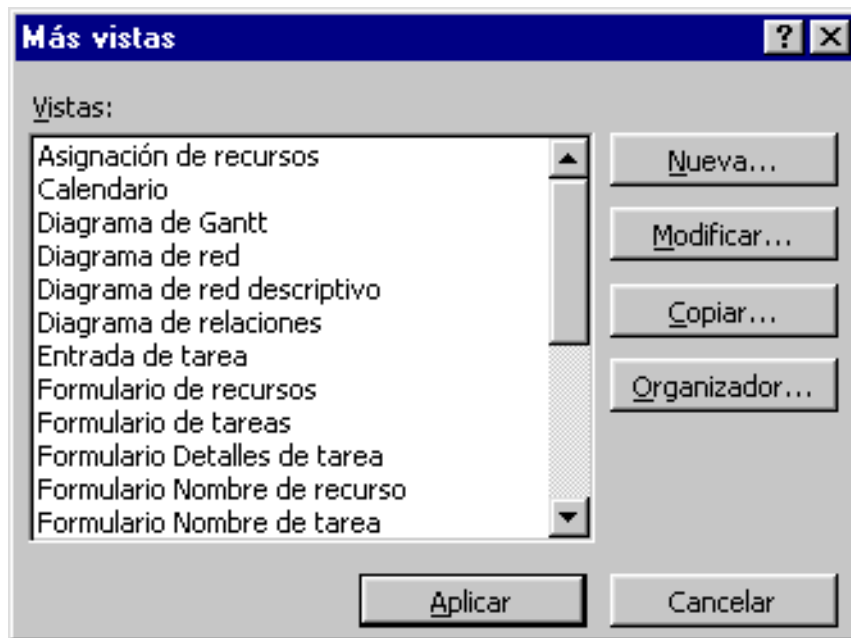 Más vistas
Vistas:
Asignación de recursos
Calendario
Diagrama de Gantt
Diagrama de red
Diagrama de red descriptivo
Diagrama de relaciones
Entrada de tarea
Formulario de recursos
Formulario de tareas
Formulario Detalles de tarea
Formulario Nombre de recurso
Formulario Nombre de tarea
Nueva...
Modificar...
Copiar...
Organizador...
Aplicar
Cancelar